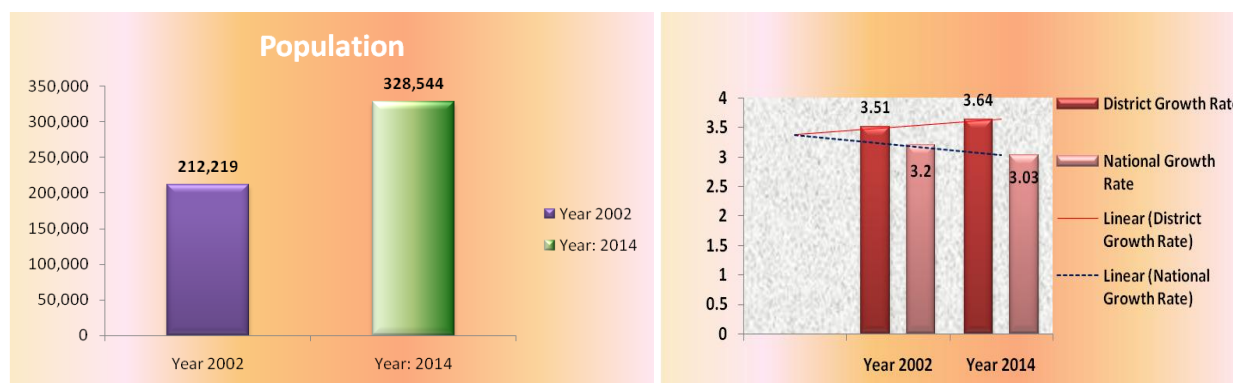 Population
350,000
300,000
250,000
200,000
150,000
100,000
50,000
0
212,219
328,544
Year 2002
Year: 2014
Year 2002
Year: 2014
4
3.5
3
2.5
2
1.5
1
0.5
0
3.51
3.2
3.64
3.03
Year 2002
Year 2014
District Growth Rate
National Growth
Rate
Linear (District
Growth Rate)
Linear (National
Growth Rate)